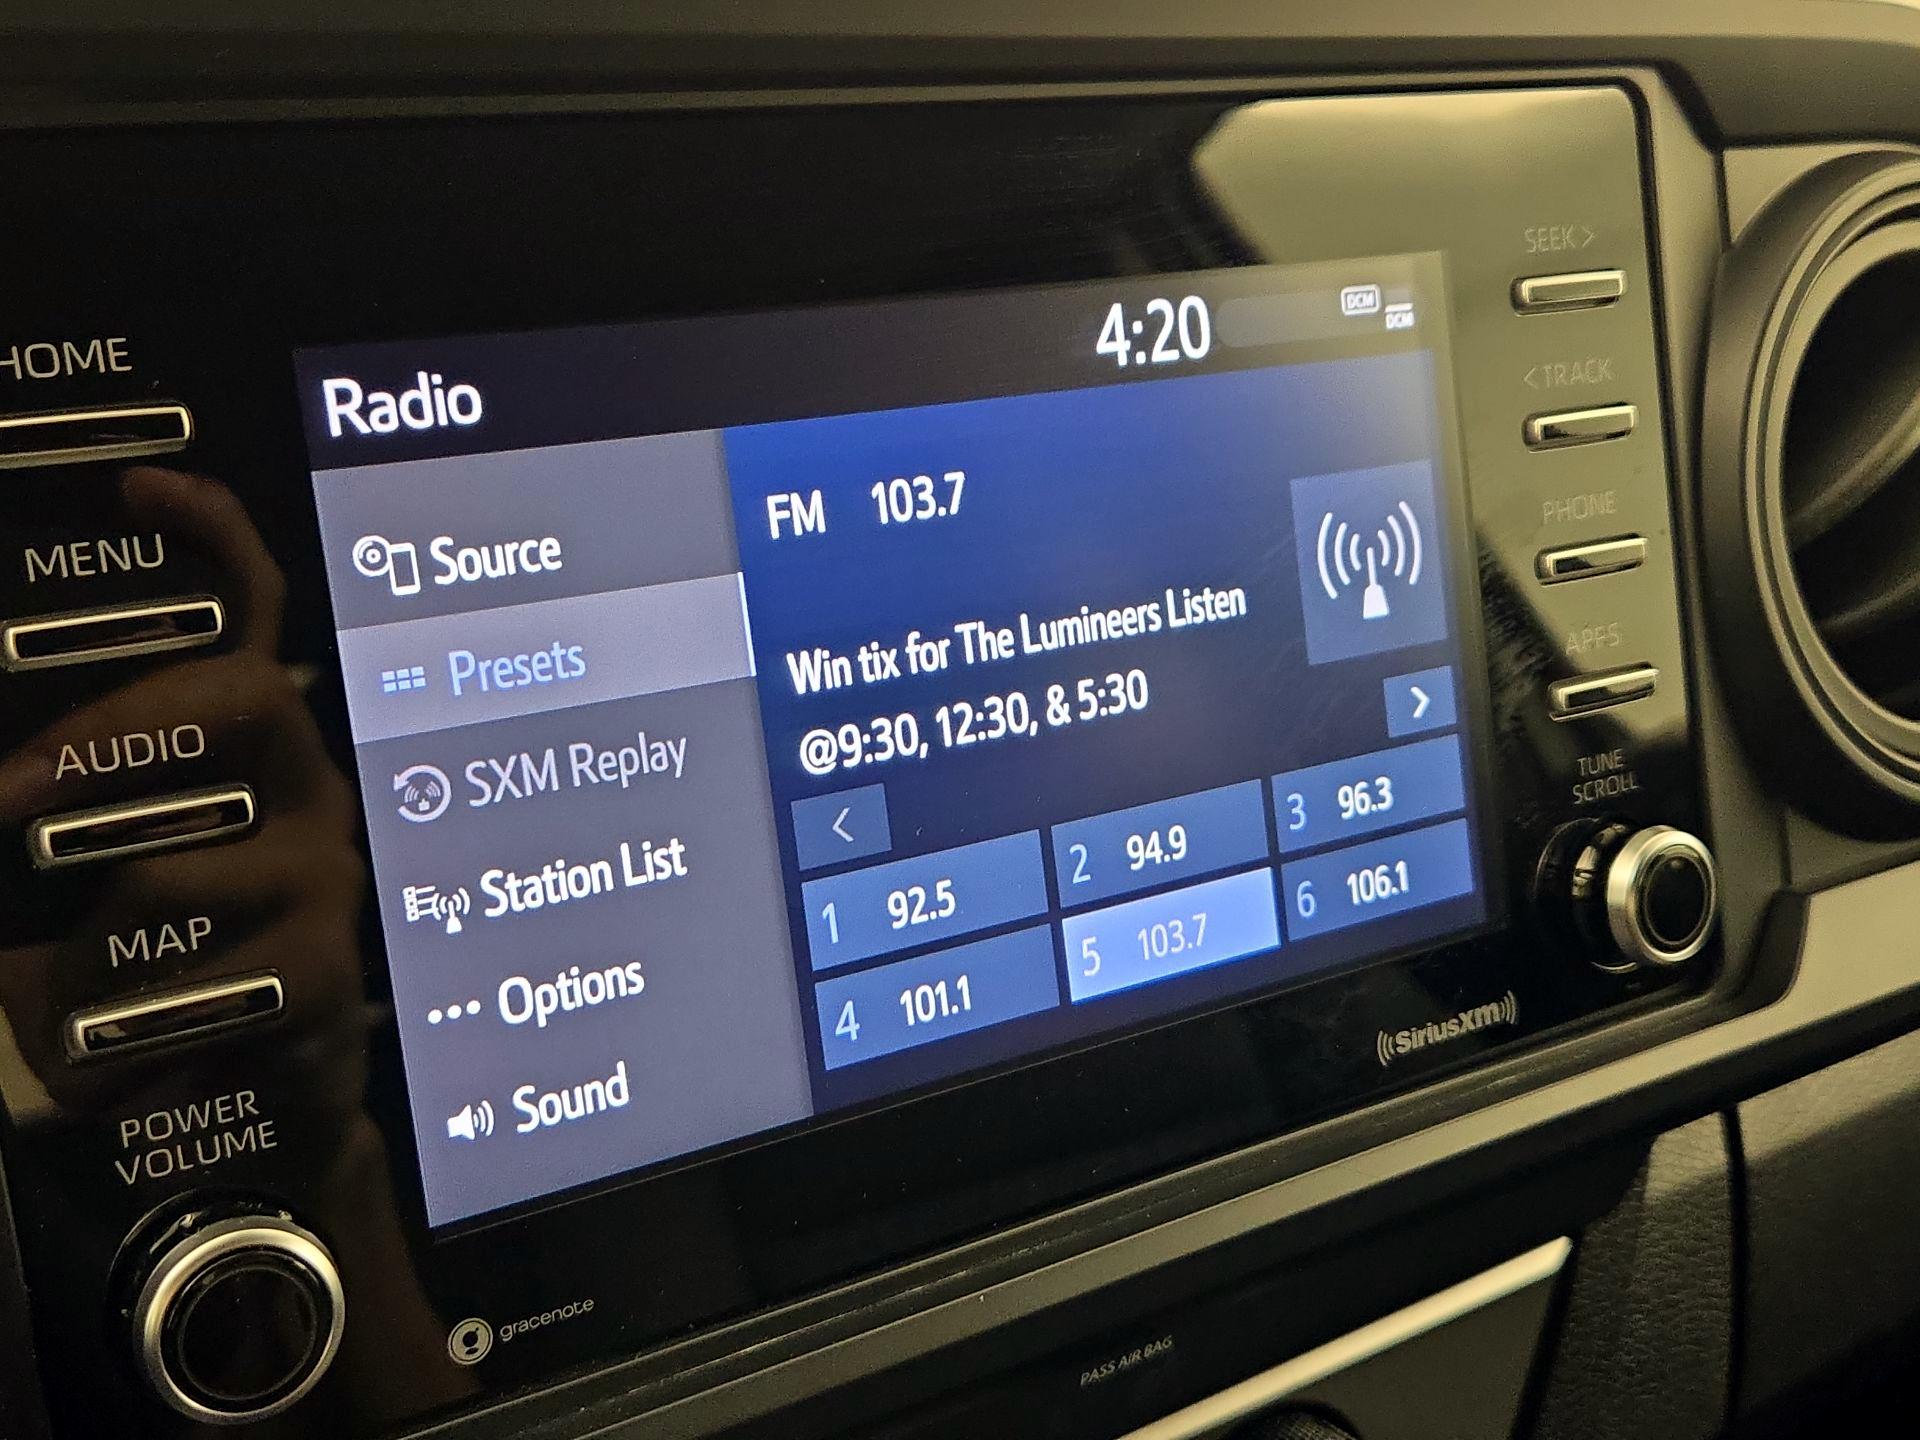 HOME
MENU
AUDIO
MAP
POWER
VOLUME
Radio
4:20
DCM
DCM
Source
Presets
SXM Replay
Station List
Options
Sound
FM 103.7
Win tix for The Lumineers Listen
@9:30, 12:30, & 5:30
1 92.5
2 94.9
3 96.3
4 101.1
5 103.7
6 106.1
SEEK >
< TRACK
PHONE
APPS
TUNE
SCROLL
((SiriusXM))
gracenote
PASS AIR BAG